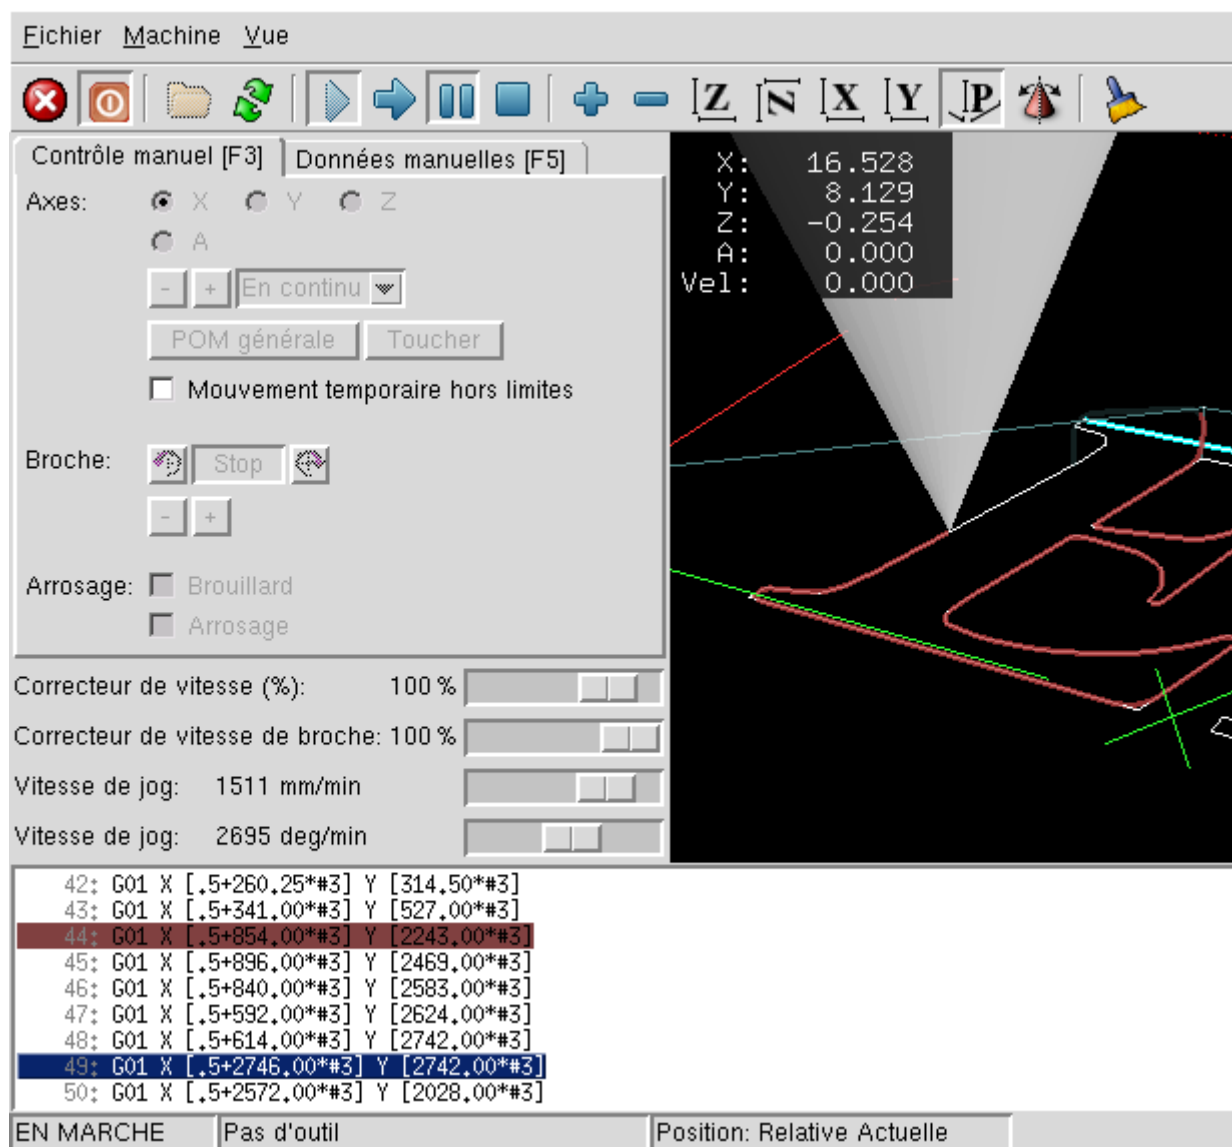 Fichier Machine Vue
Z N X Y P
Contrôle manuel [F3] Données manuelles [F5]
Axes: X Y Z
A
- + En continu
POM générale Toucher
Mouvement temporaire hors limites
Broche: Stop
- +
Arrosage: Brouillard
Arrosage
X: 16.528
Y: 8.129
Z: -0.254
A: 0.000
Vel: 0.000
Correcteur de vitesse (%): 100 %
Correcteur de vitesse de broche: 100 %
Vitesse de jog: 1511 mm/min
Vitesse de jog: 2695 deg/min
42: G01 X [.5+260.25*#3] Y [314.50*#3]
43: G01 X [.5+341.00*#3] Y [527.00*#3]
44: G01 X [.5+854.00*#3] Y [2243.00*#3]
45: G01 X [.5+896.00*#3] Y [2469.00*#3]
46: G01 X [.5+840.00*#3] Y [2583.00*#3]
47: G01 X [.5+592.00*#3] Y [2624.00*#3]
48: G01 X [.5+614.00*#3] Y [2742.00*#3]
49: G01 X [.5+2746.00*#3] Y [2742.00*#3]
50: G01 X [.5+2572.00*#3] Y [2028.00*#3]
EN MARCHE Pas d'outil Position: Relative Actuelle